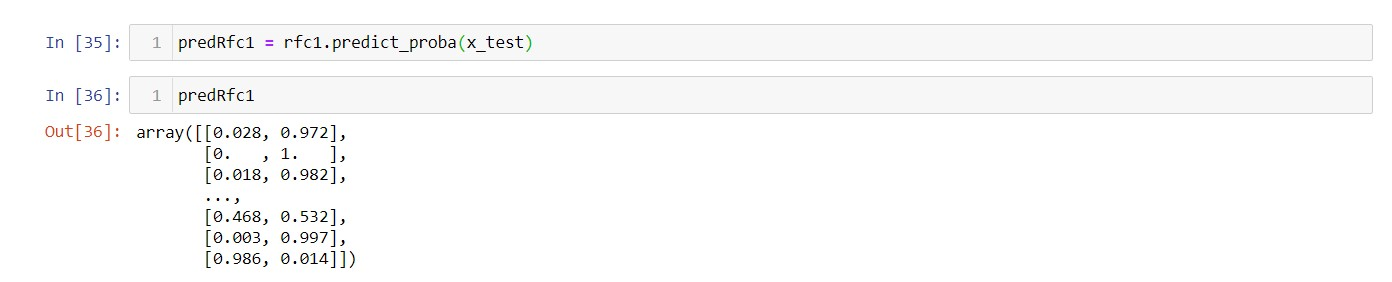 In [35]: 1 predRfc1 = rfc1.predict_proba(x_test)
In [36]: 1 predRfc1
Out[36]: array([[0.028, 0.972],
[0.   , 1.   ],
[0.018, 0.982],
...,
[0.468, 0.532],
[0.003, 0.997],
[0.986, 0.014]])